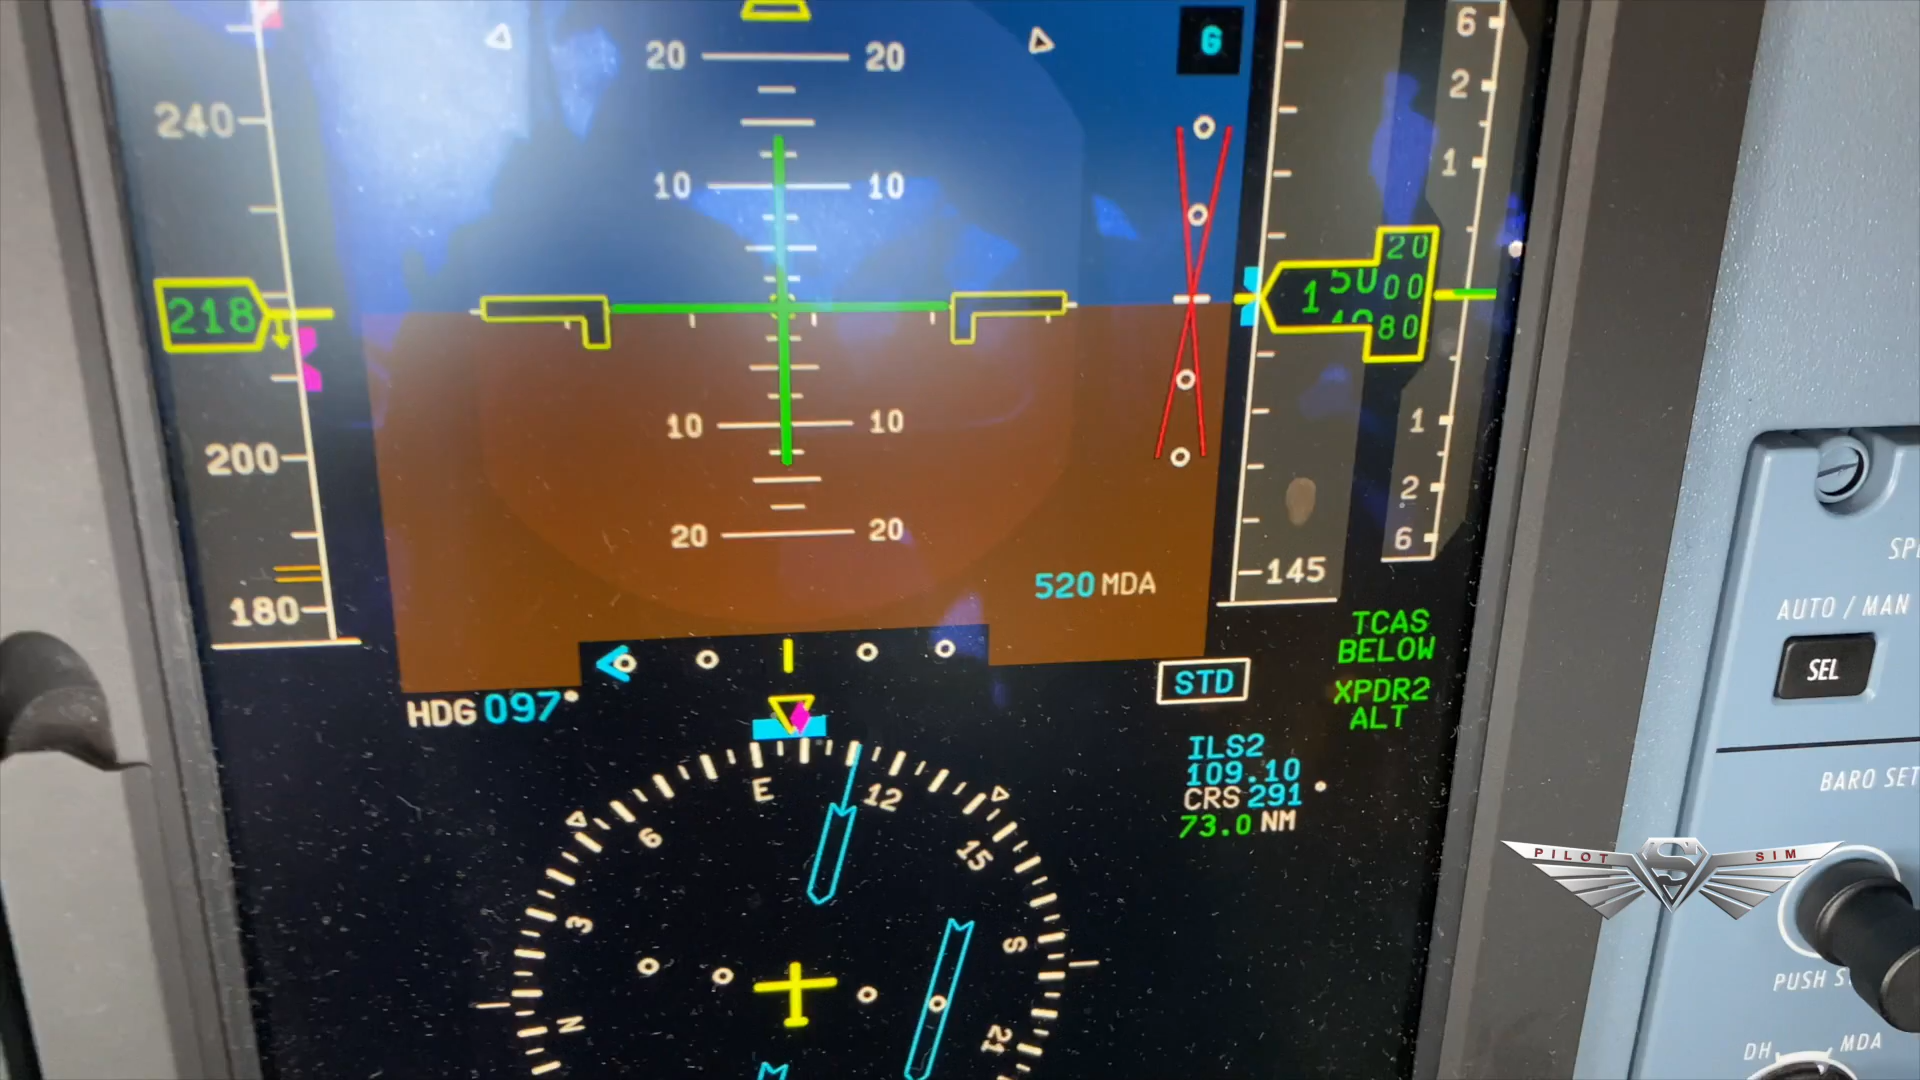 G
6
2
1
240
218
200
180
20 20
10 10
10 10
20 20
20
1 50 00
80
1
2
6
145
520 MDA
TCAS
BELOW
XPDR2
ALT
STD
HDG 097°
ILS2
109.10
CRS 291°
73.0 NM
N
3
6
E
12
15
S
21
AUTO / MAN
SEL
BARO SET
PUSH
DH MDA
PILOT S SIM